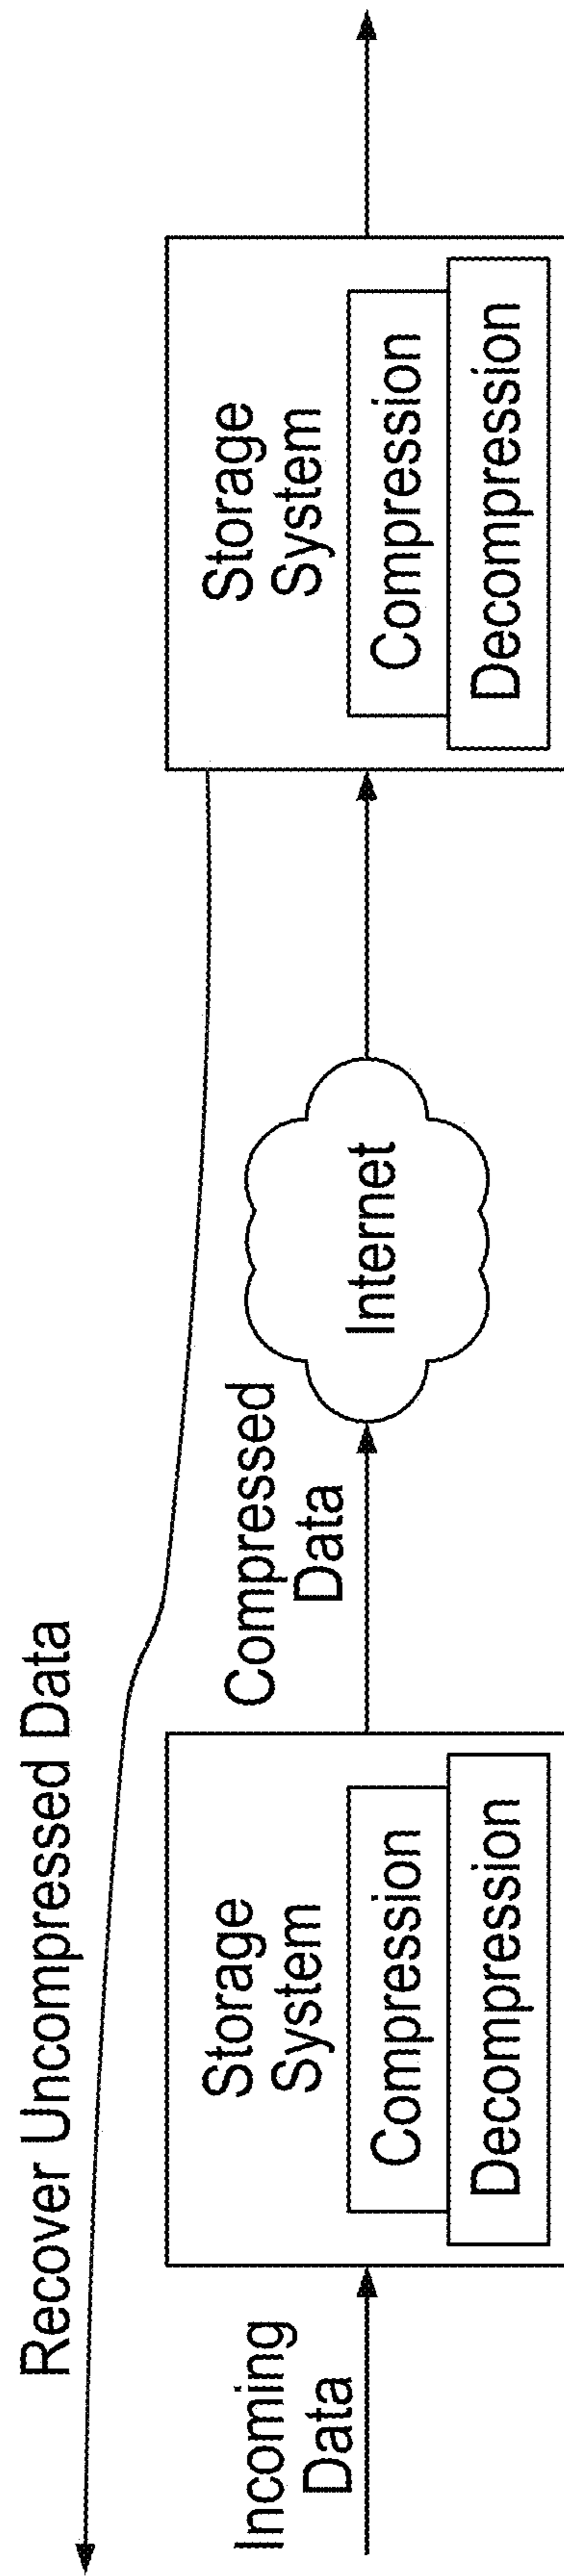 Recover Uncompressed Data
Incoming
Data
Storage
System
Compression
Decompression
Compressed
Data
Internet
Storage
System
Compression
Decompression